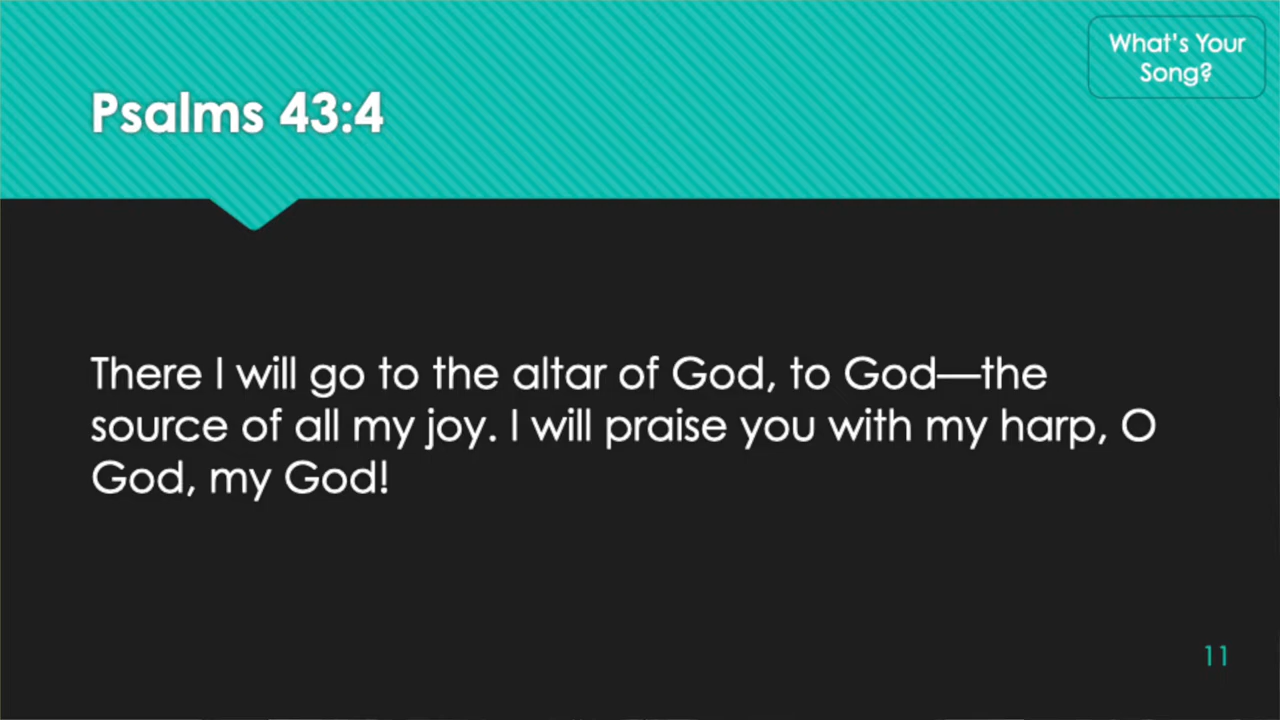 What's Your
Song?
Psalms 43:4
There I will go to the altar of God, to God—the
source of all my joy. I will praise you with my harp, O
God, my God!
11